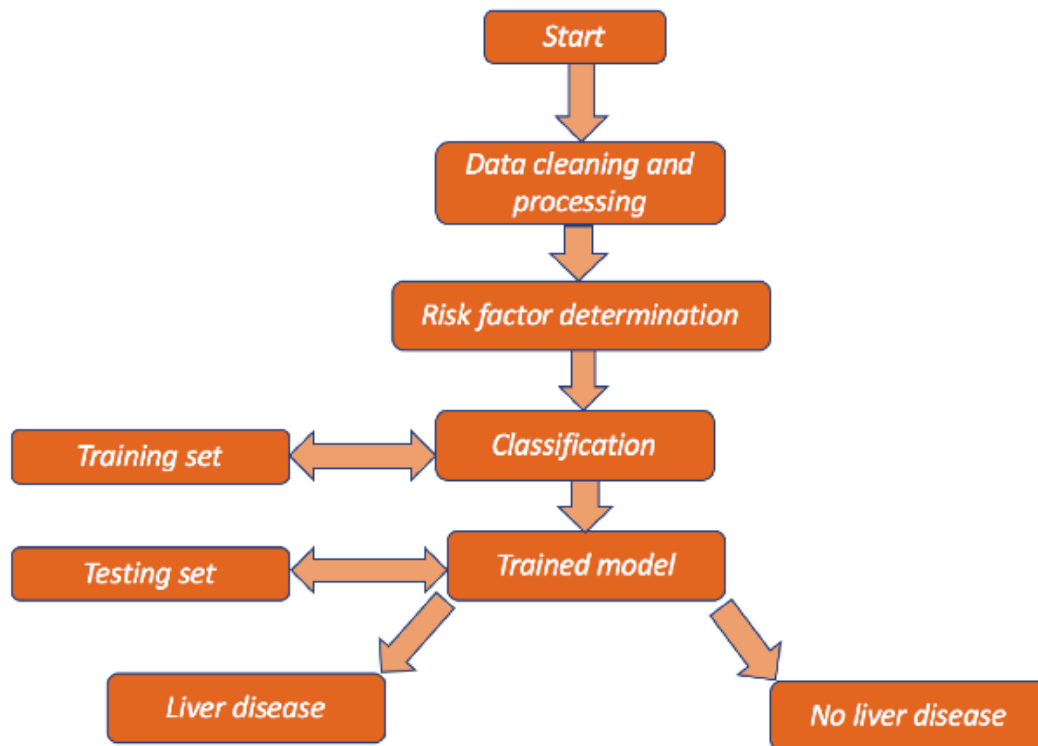 Start
Data cleaning and
processing
Risk factor determination
Classification
Training set
Trained model
Testing set
Liver disease
No liver disease